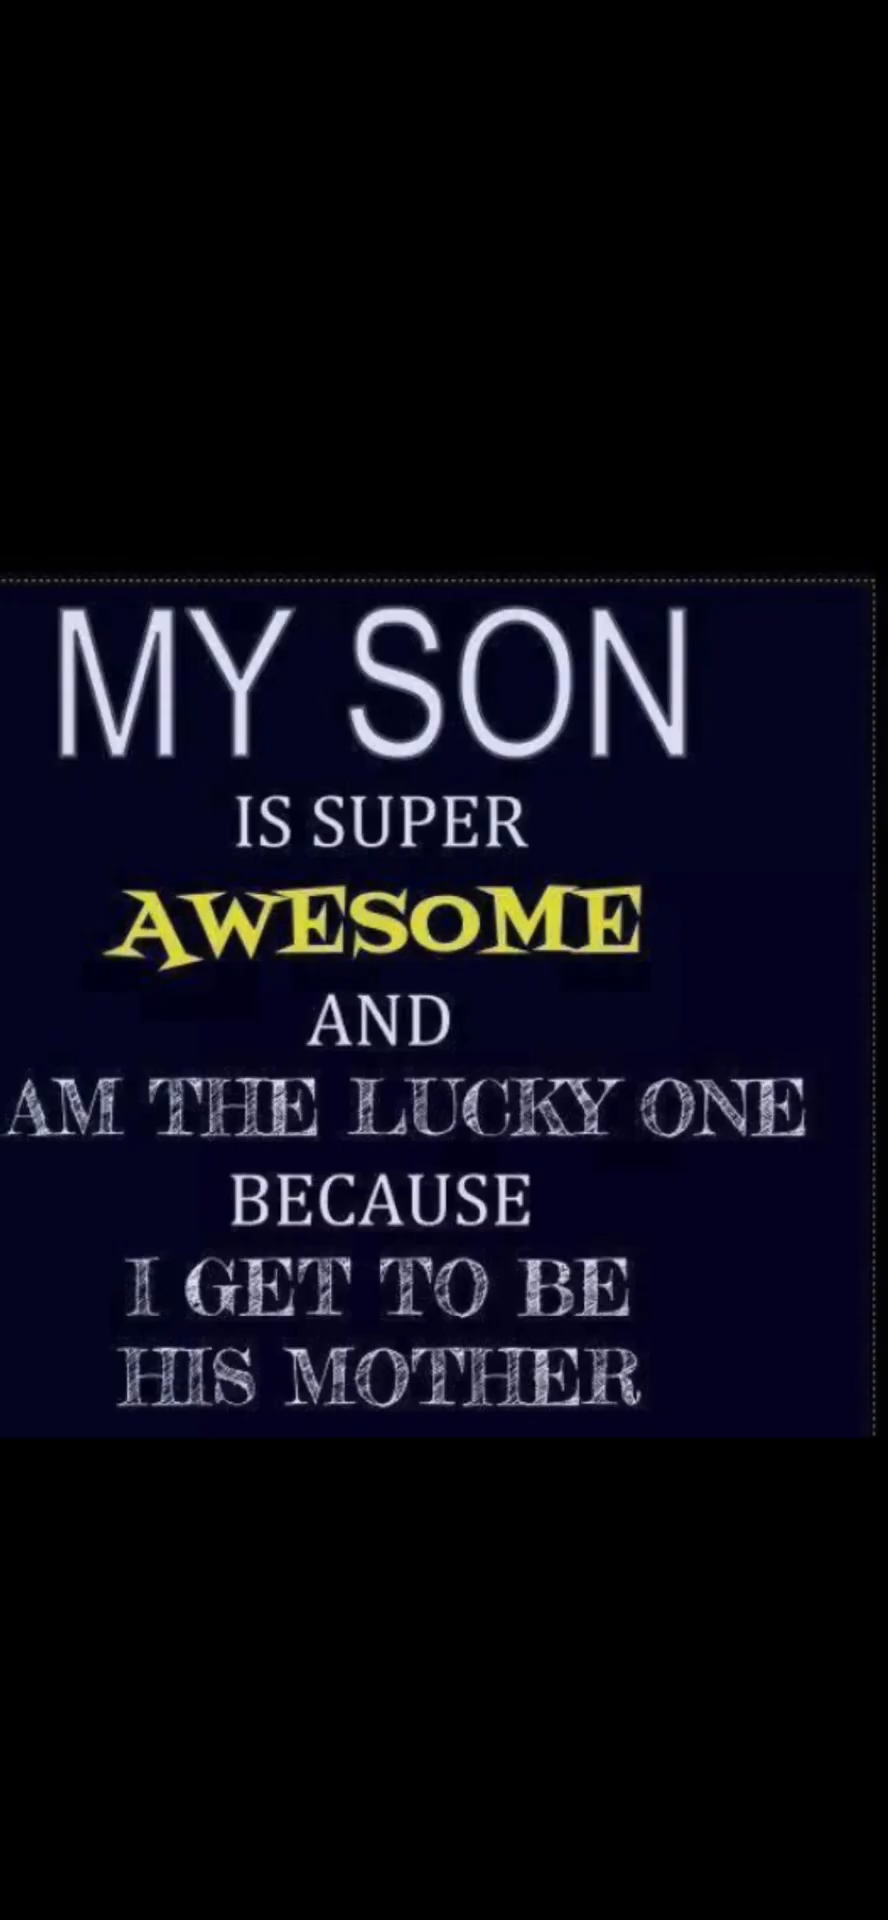 MY SON
IS SUPER
AWESOME
AND
AM THE LUCKY ONE
BECAUSE
I GET TO BE
HIS MOTHER